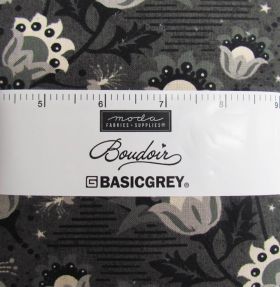 5 6 7 8 9
moda
FABRICS + SUPPLIES®
Boudoir
BASICGREY®